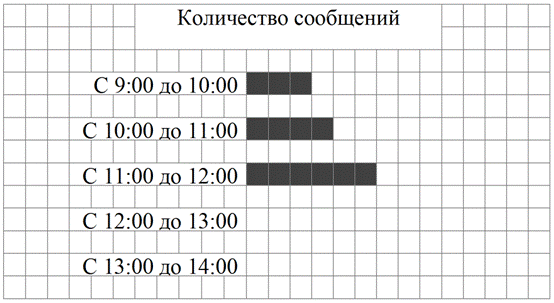 Количество сообщений
С 9:00 до 10:00
С 10:00 до 11:00
С 11:00 до 12:00
С 12:00 до 13:00
С 13:00 до 14:00